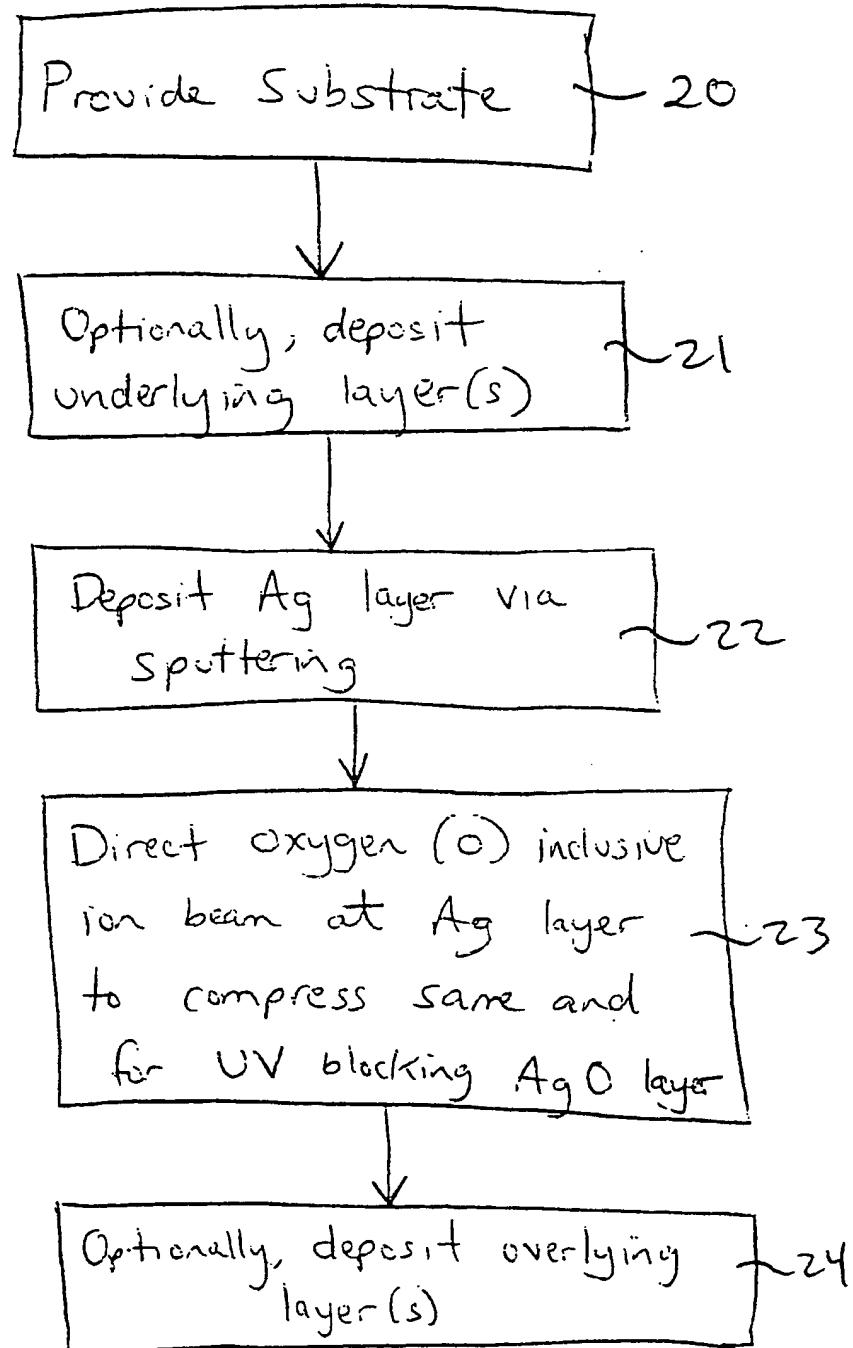 Provide Substrate 20
Optionally, deposit
underlying layer(s) 21
Deposit Ag layer via
sputtering 22
Direct oxygen (O) inclusive
ion beam at Ag layer 23
to compress same and
for UV blocking AgO layer
Optionally, deposit overlying 24
layer(s)